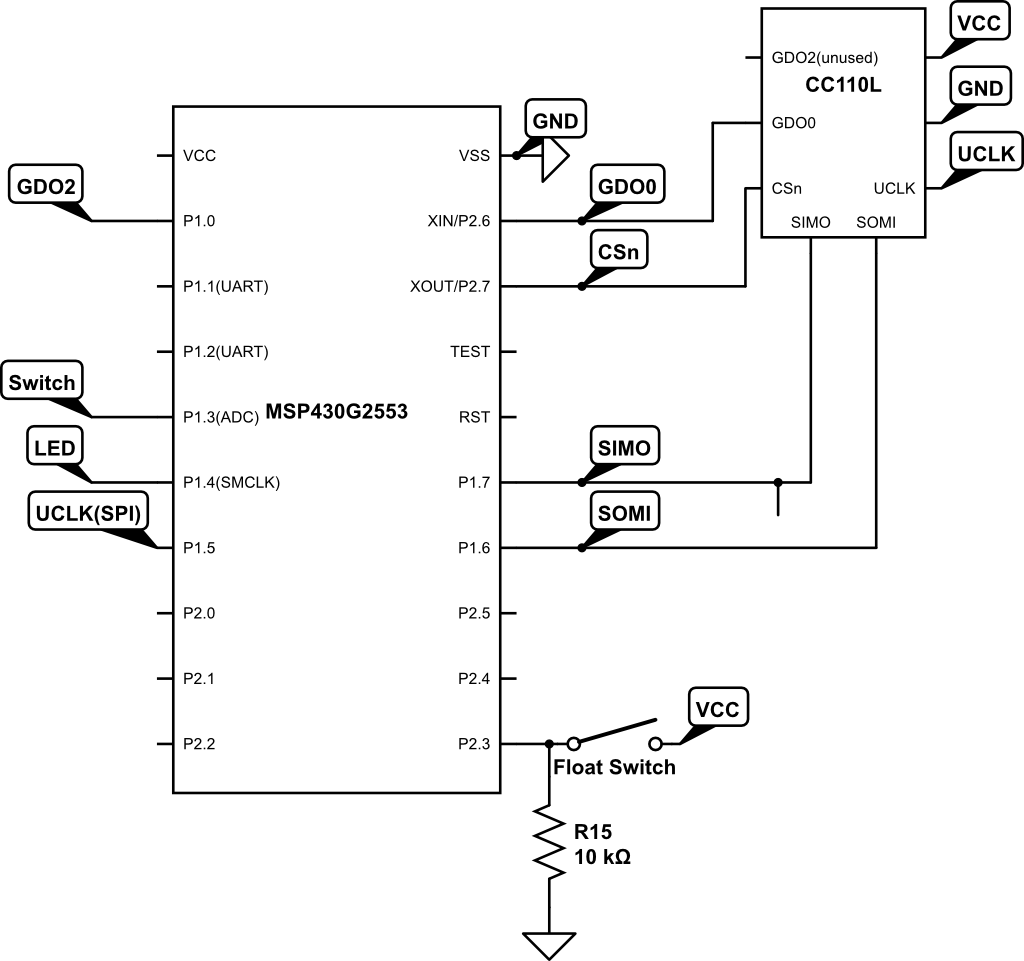 VCC
GDO2(unused)
CC110L
GND
GDO0
UCLK
CSn
UCLK
SIMO
SOMI
GND
VCC
VSS
GDO2
P1.0
XIN/P2.6
GDO0
CSn
P1.1(UART)
XOUT/P2.7
P1.2(UART)
TEST
Switch
P1.3(ADC)
MSP430G2553
RST
LED
P1.4(SMCLK)
P1.7
SIMO
UCLK(SPI)
P1.5
P1.6
SOMI
P2.0
P2.5
P2.1
P2.4
P2.2
P2.3
VCC
Float Switch
R15
10 kΩ